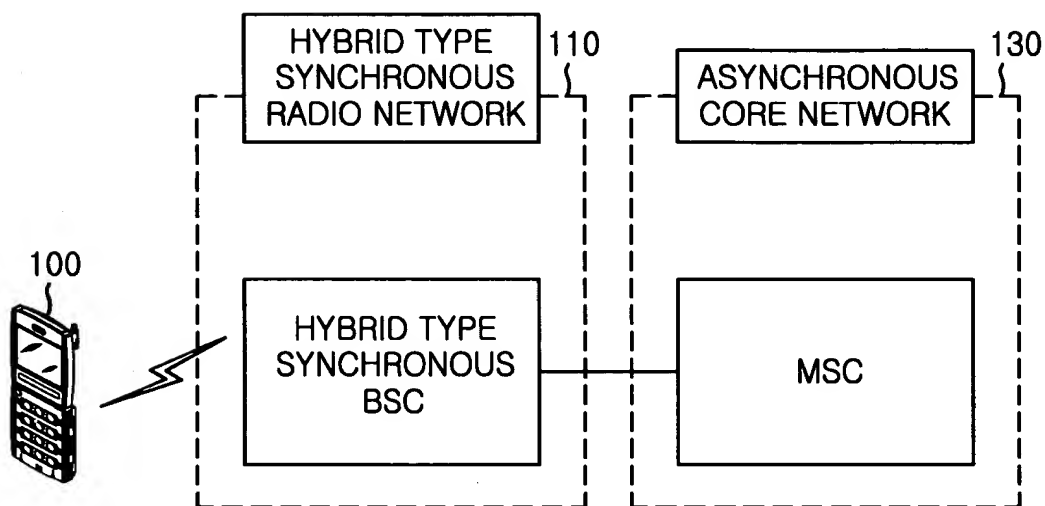 HYBRID TYPE
SYNCHRONOUS
RADIO NETWORK
110
ASYNCHRONOUS
CORE NETWORK
130
100
HYBRID TYPE
SYNCHRONOUS
BSC
MSC